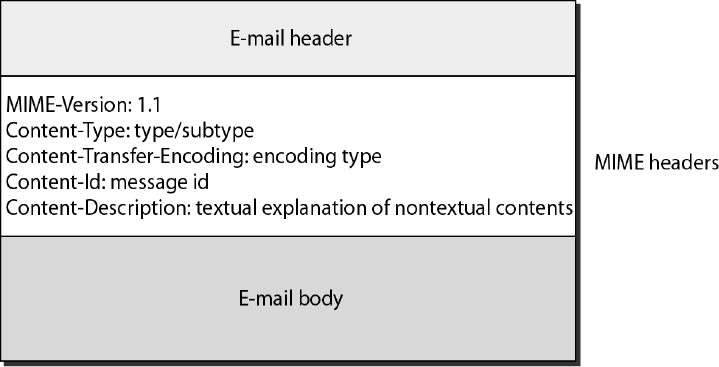 E-mail header
MIME-Version: 1.1
Content-Type: type/subtype
Content-Transfer-Encoding: encoding type
Content-Id: message id
Content-Description: textual explanation of nontextual contents
MIME headers
E-mail body